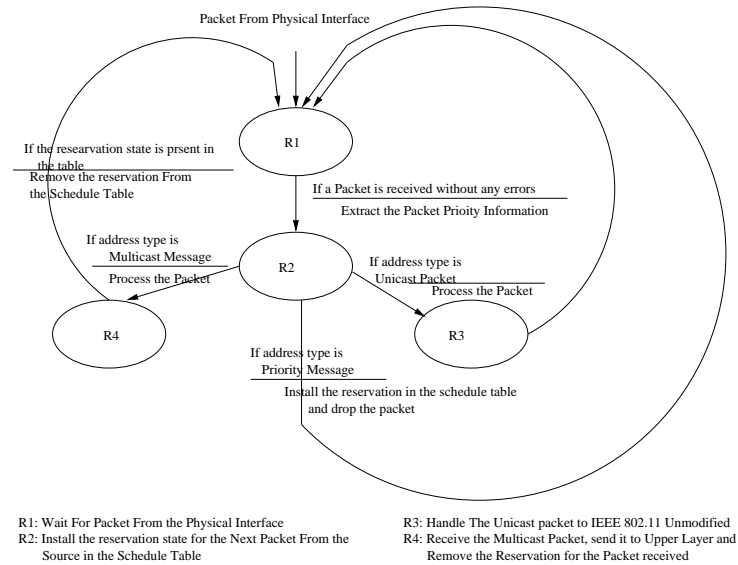 Packet From Physical Interface
R1
If the researvation state is prsent in
the table
Remove the reservation From
the Schedule Table
If a Packet is received without any errors
Extract the Packet Prioity Information
If address type is
Multicast Message
Process the Packet
R2
If address type is
Unicast Packet
Process the Packet
R4
R3
If address type is
Priority Message
Install the reservation in the schedule table
and drop the packet
R1: Wait For Packet From the Physical Interface
R2: Install the reservation state for the Next Packet From the
Source in the Schedule Table
R3: Handle The Unicast packet to IEEE 802.11 Unmodified
R4: Receive the Multicast Packet, send it to Upper Layer and
Remove the Reservation for the Packet received